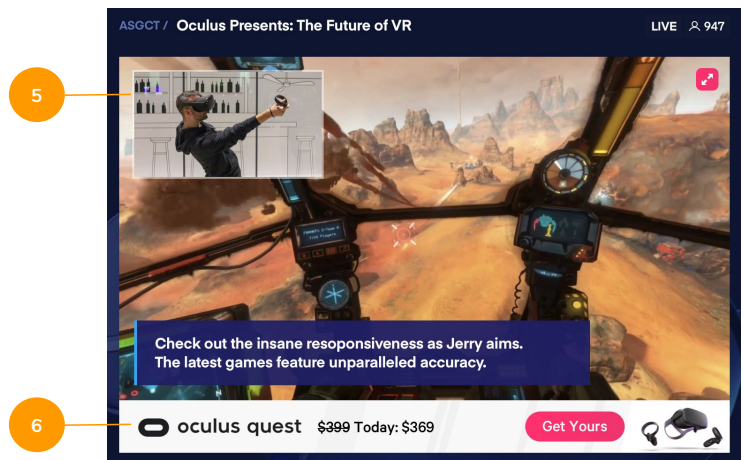 ASGCT / Oculus Presents: The Future of VR
LIVE 947
5
Check out the insane resoponsiveness as Jerry aims.
The latest games feature unparalleled accuracy.
6
oculus quest $399 Today: $369
Get Yours